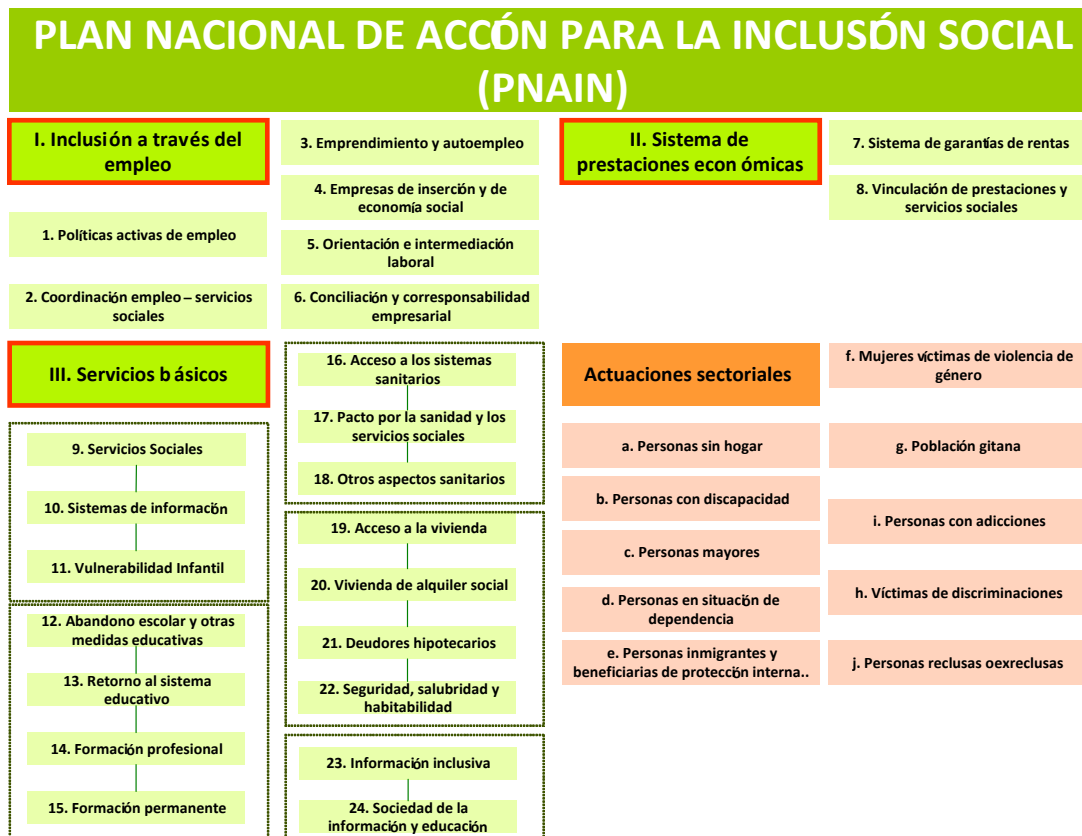 PLAN NACIONAL DE ACCÓN PARA LA INCLUSÓN SOCIAL
(PNAIN)
I. Inclusión a través del
empleo
1. Políticas activas de empleo
2. Coordinación empleo – servicios
sociales
3. Emprendimiento y autoempleo
4. Empresas de inserción y de
economía social
5. Orientación e intermediación
laboral
6. Conciliación y corresponsabilidad
empresarial
II. Sistema de
prestaciones econ ómicas
7. Sistema de garantías de rentas
8. Vinculación de prestaciones y
servicios sociales
III. Servicios b ásicos
9. Servicios Sociales
10. Sistemas de información
11. Vulnerabilidad Infantil
12. Abandono escolar y otras
medidas educativas
13. Retorno al sistema
educativo
14. Formación profesional
15. Formación permanente
16. Acceso a los sistemas
sanitarios
17. Pacto por la sanidad y los
servicios sociales
18. Otros aspectos sanitarios
19. Acceso a la vivienda
20. Vivienda de alquiler social
21. Deudores hipotecarios
22. Seguridad, salubridad y
habitabilidad
23. Información inclusiva
24. Sociedad de la
información y educación
Actuaciones sectoriales
a. Personas sin hogar
b. Personas con discapacidad
c. Personas mayores
d. Personas en situación de
dependencia
e. Personas inmigrantes y
beneficiarias de protección interna..
f. Mujeres víctimas de violencia de
género
g. Población gitana
i. Personas con adicciones
h. Víctimas de discriminaciones
j. Personas reclusas oexreclusas